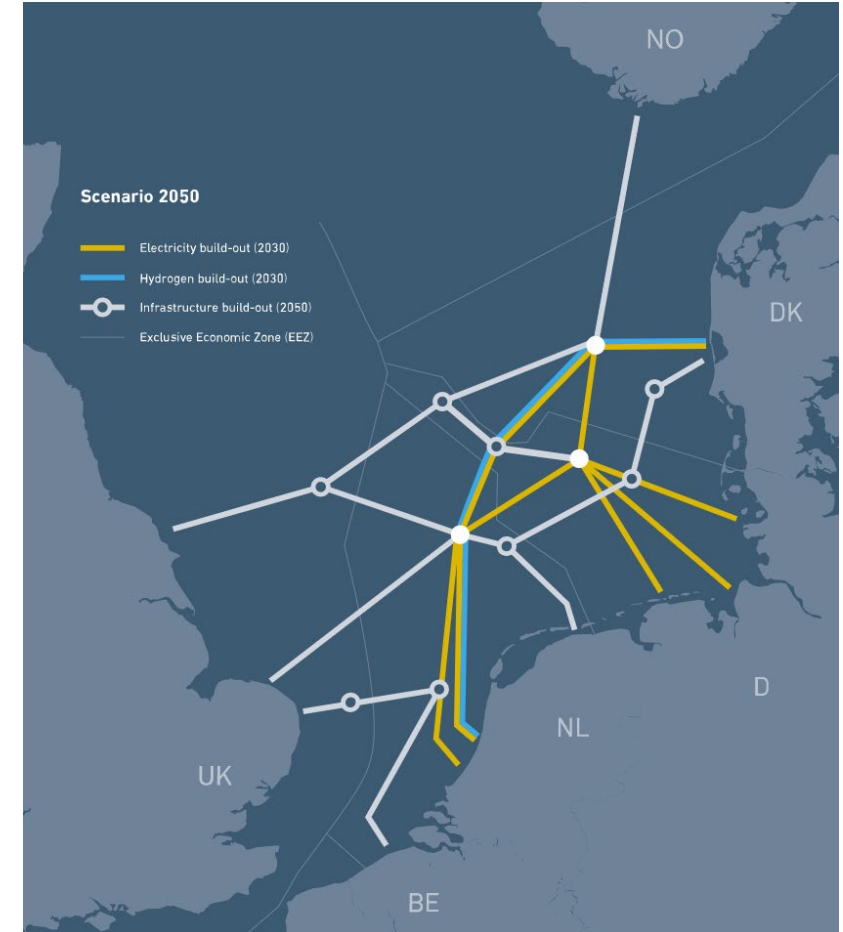 NO
Scenario 2050
Electricity build-out (2030)
Hydrogen build-out (2030)
Infrastructure build-out (2050)
Exclusive Economic Zone (EEZ)
DK
D
NL
UK
BE